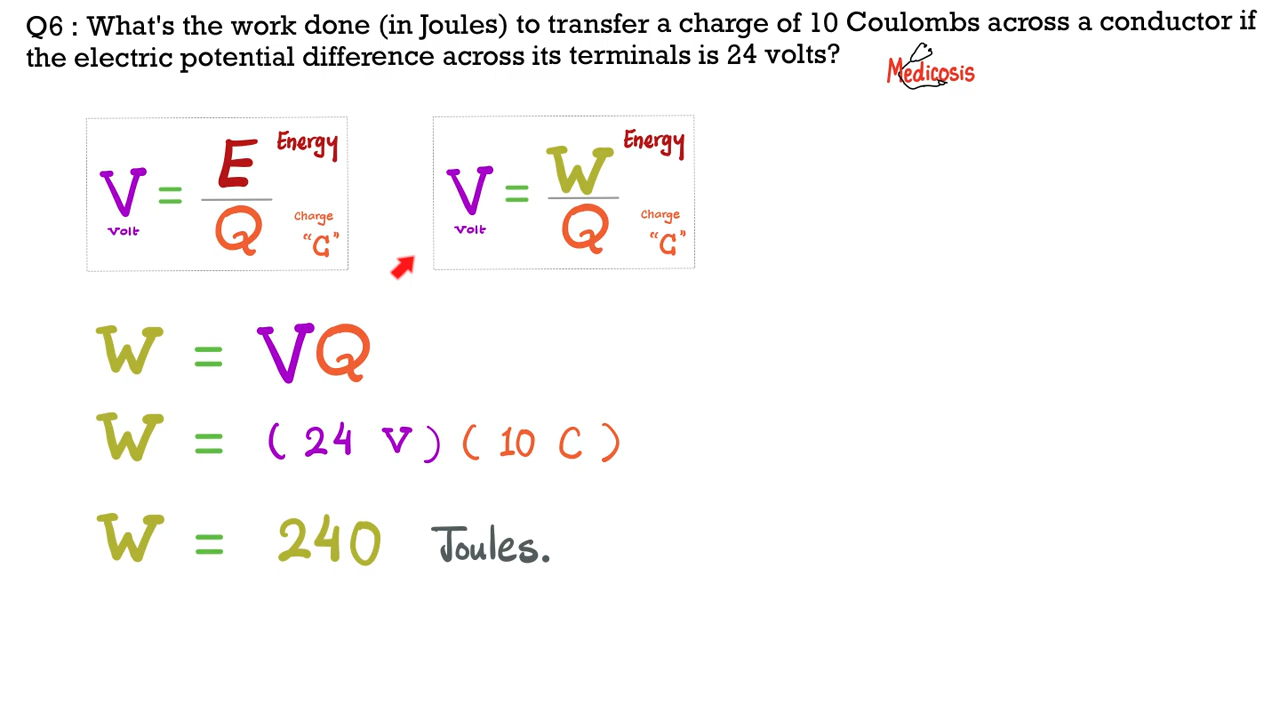 Q6 : What's the work done (in Joules) to transfer a charge of 10 Coulombs across a conductor if
the electric potential difference across its terminals is 24 volts?
Medicosis
V = E / Q
Energy
Volt
Charge
"C"
V = W / Q
Energy
Volt
Charge
"C"
W = VQ
W = ( 24 V ) ( 10 C )
W = 240 Joules.